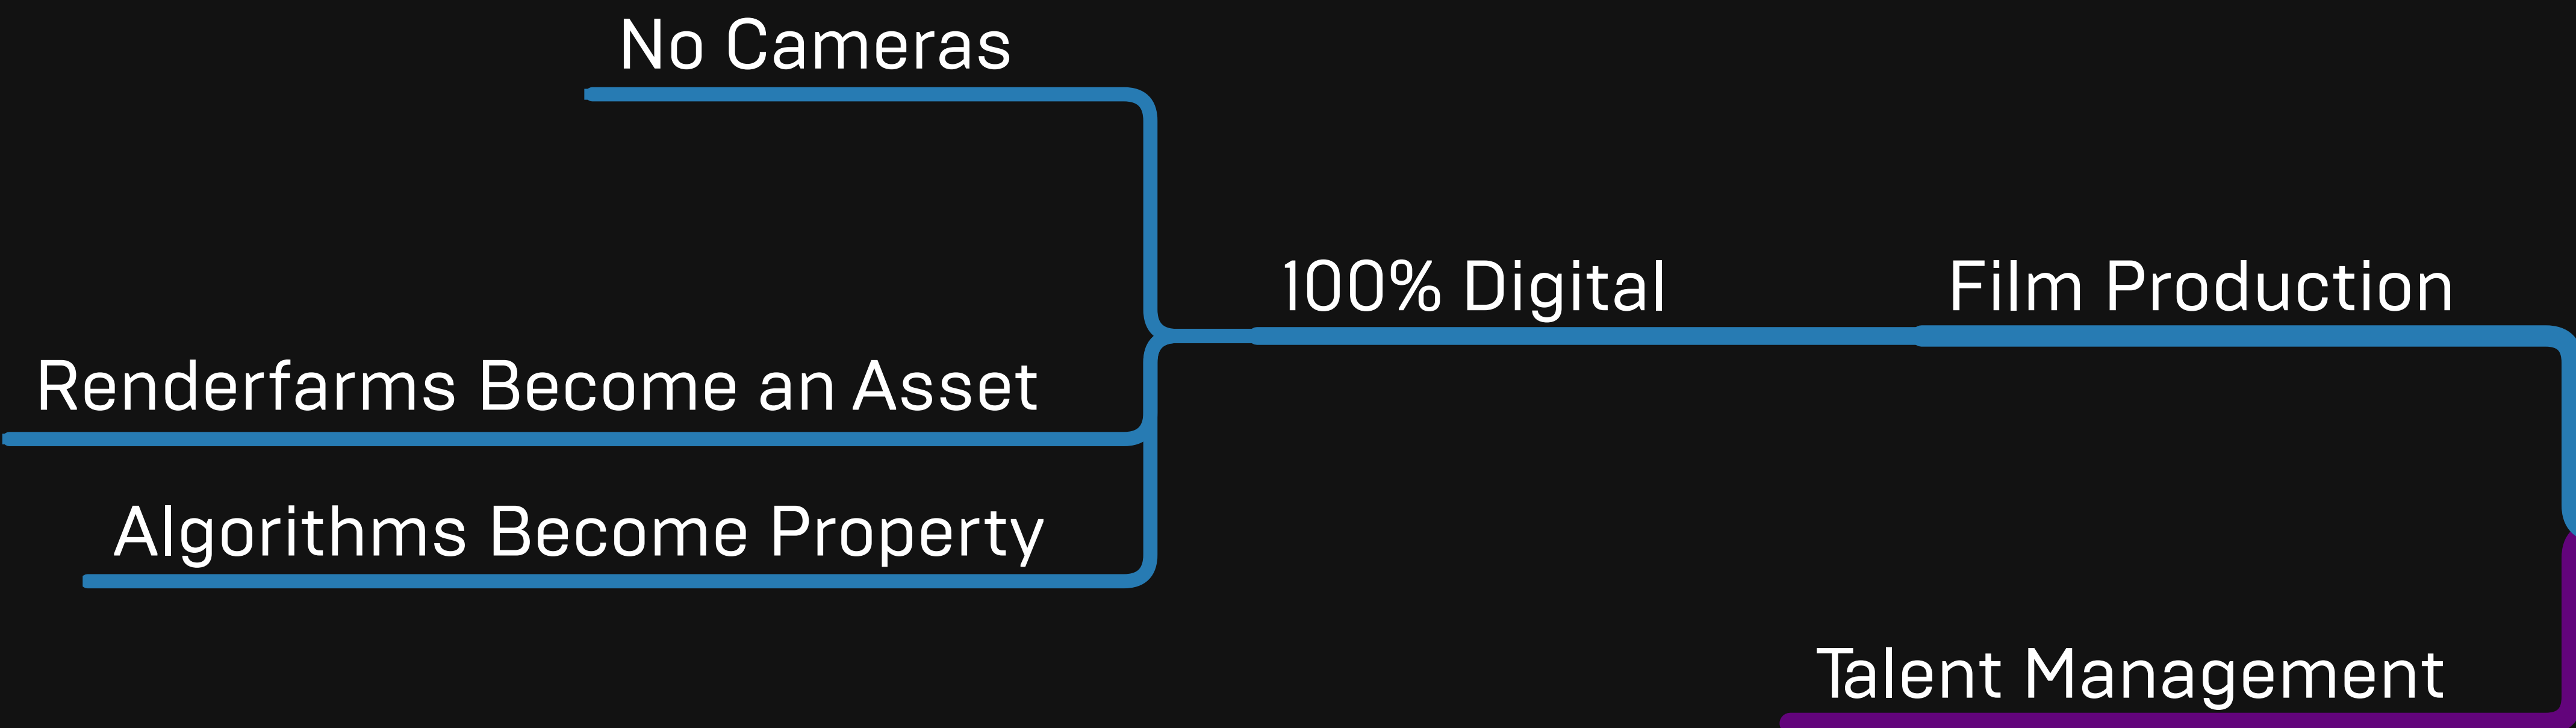 No Cameras
100% Digital
Film Production
Renderfarms Become an Asset
Algorithms Become Property
Talent Management